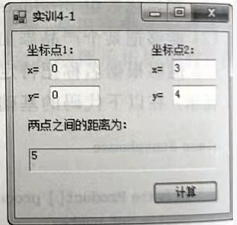 实训4-1
坐标点1: 坐标点2:
x= 0 x= 3
y= 0 y= 4
两点之间的距离为:
5
计算